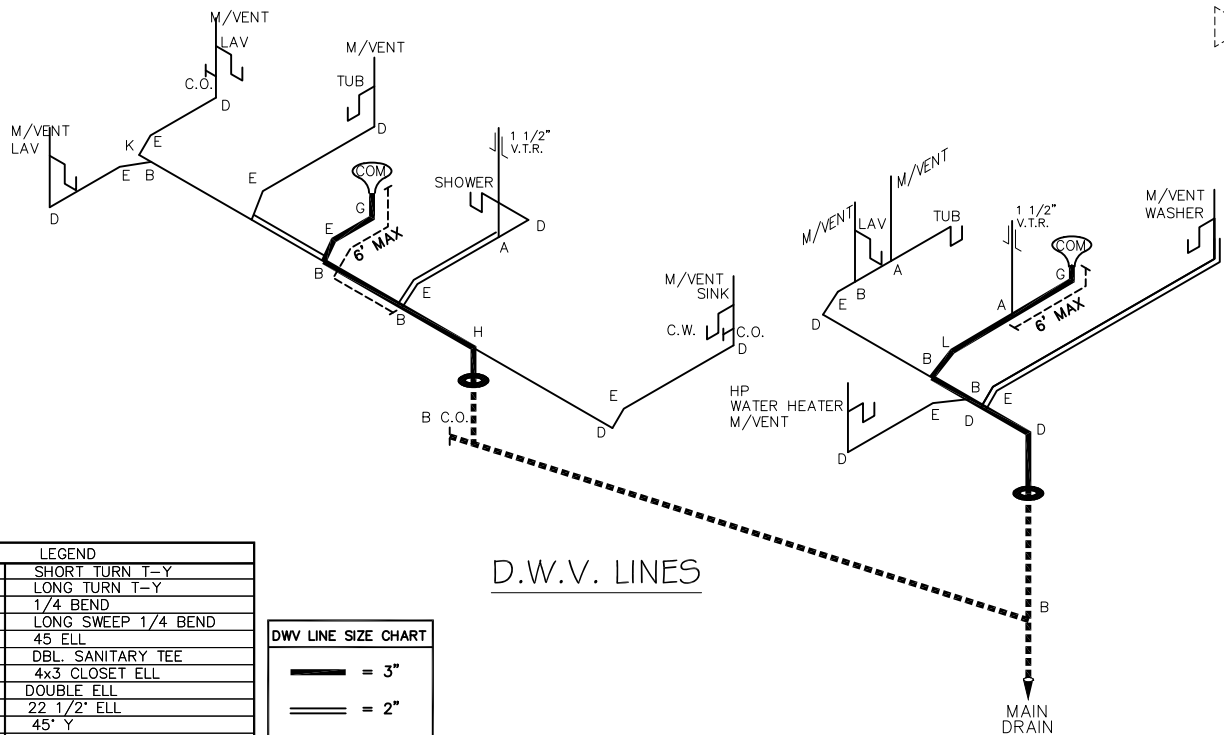 M/VENT
LAV
C.O.
D
M/VENT
TUB
D
M/VENT
LAV
K
E
E
B
D
E
COM
G
E
6' MAX
B
1 1/2"
V.T.R.
SHOWER
D
A
E
B
H
M/VENT
SINK
C.W.
C.O.
D
E
D
B C.O.
M/VENT
M/VENT
LAV
TUB
A
B
E
D
1 1/2"
V.T.R.
COM
G
A
6' MAX
L
B
M/VENT
WASHER
B
E
D
E
D
HP
WATER HEATER
M/VENT
D
B
MAIN
DRAIN
D.W.V. LINES
LEGEND
SHORT TURN T-Y
LONG TURN T-Y
1/4 BEND
LONG SWEEP 1/4 BEND
45 ELL
DBL. SANITARY TEE
4x3 CLOSET ELL
DOUBLE ELL
22 1/2° ELL
45° Y
DWV LINE SIZE CHART
= 3"
= 2"